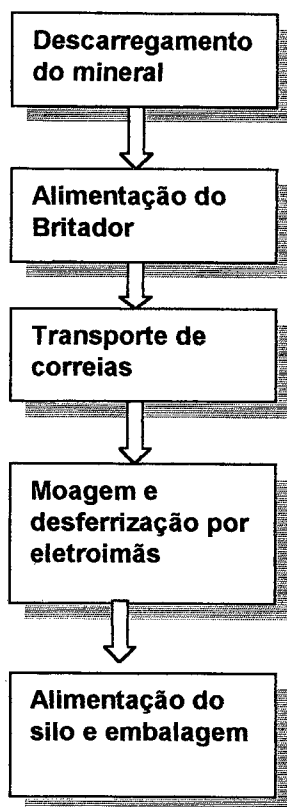 Descarregamento
do mineral
Alimentação do
Britador
Transporte de
correias
Moagem e
desferrização por
eletroimãs
Alimentação do
silo e embalagem